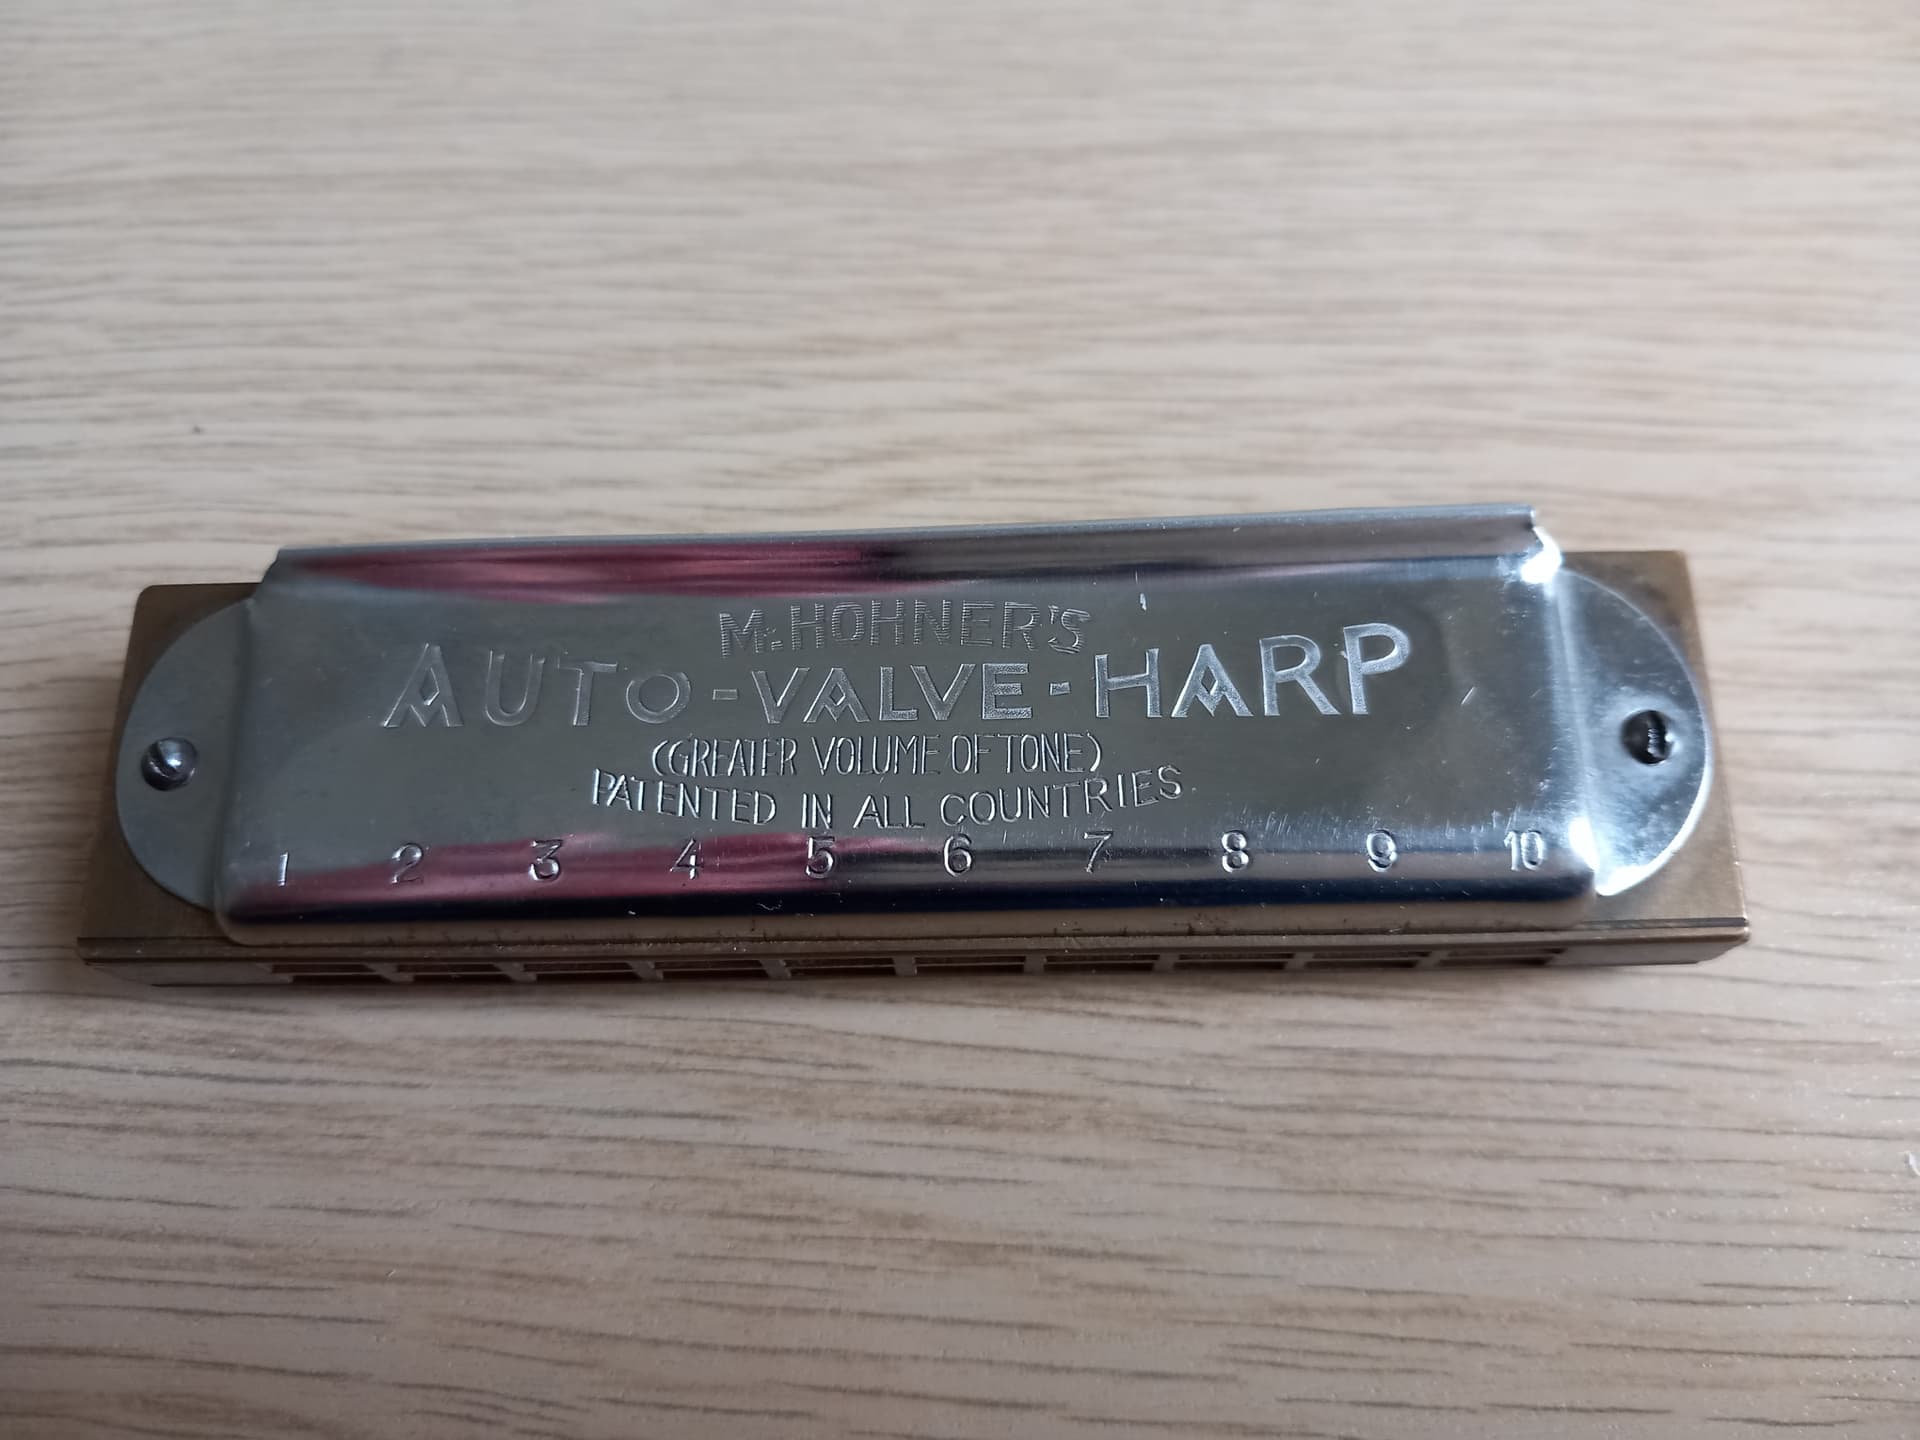 M. HOHNER'S
AUTO-VALVE-HARP
(GREATER VOLUME OF TONE)
PATENTED IN ALL COUNTRIES
1 2 3 4 5 6 7 8 9 10